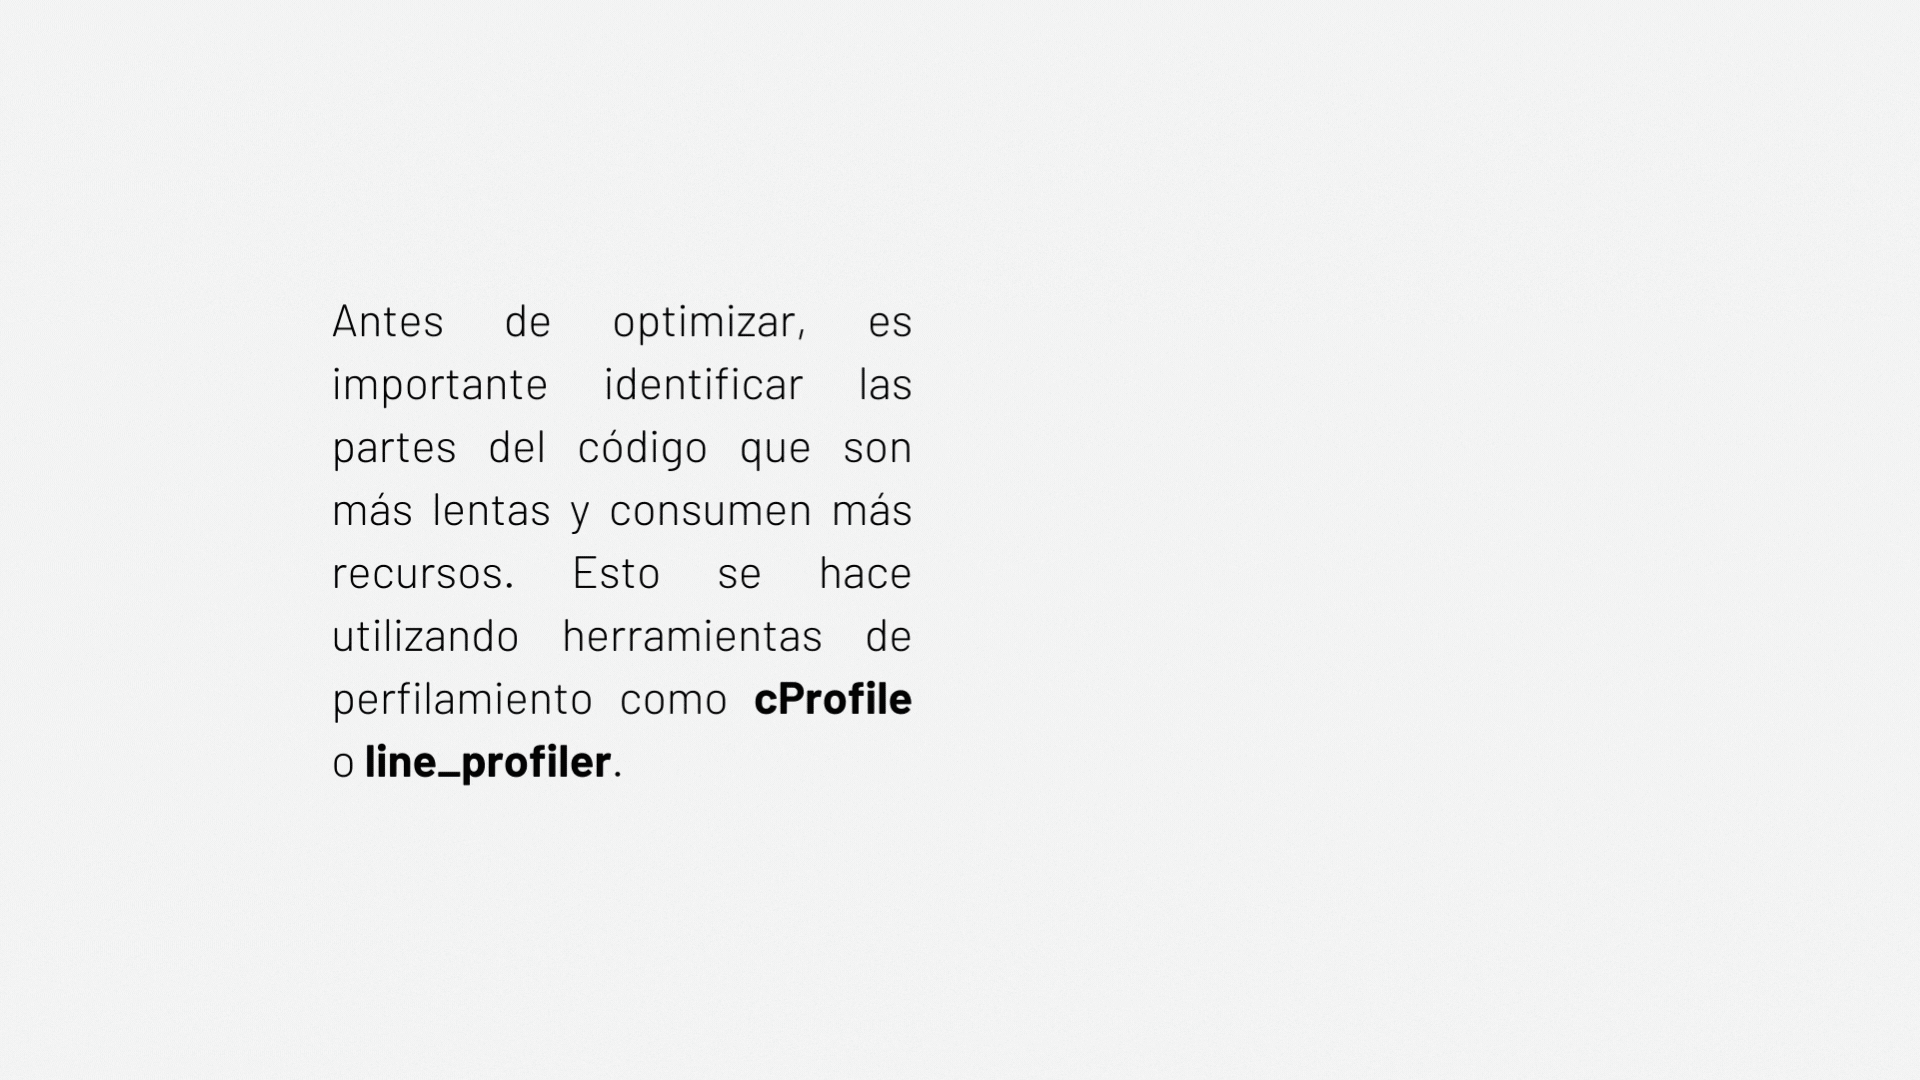 Antes de optimizar, es
importante identificar las
partes del código que son
más lentas y consumen más
recursos. Esto se hace
utilizando herramientas de
perfilamiento como cProfile
o line_profiler.